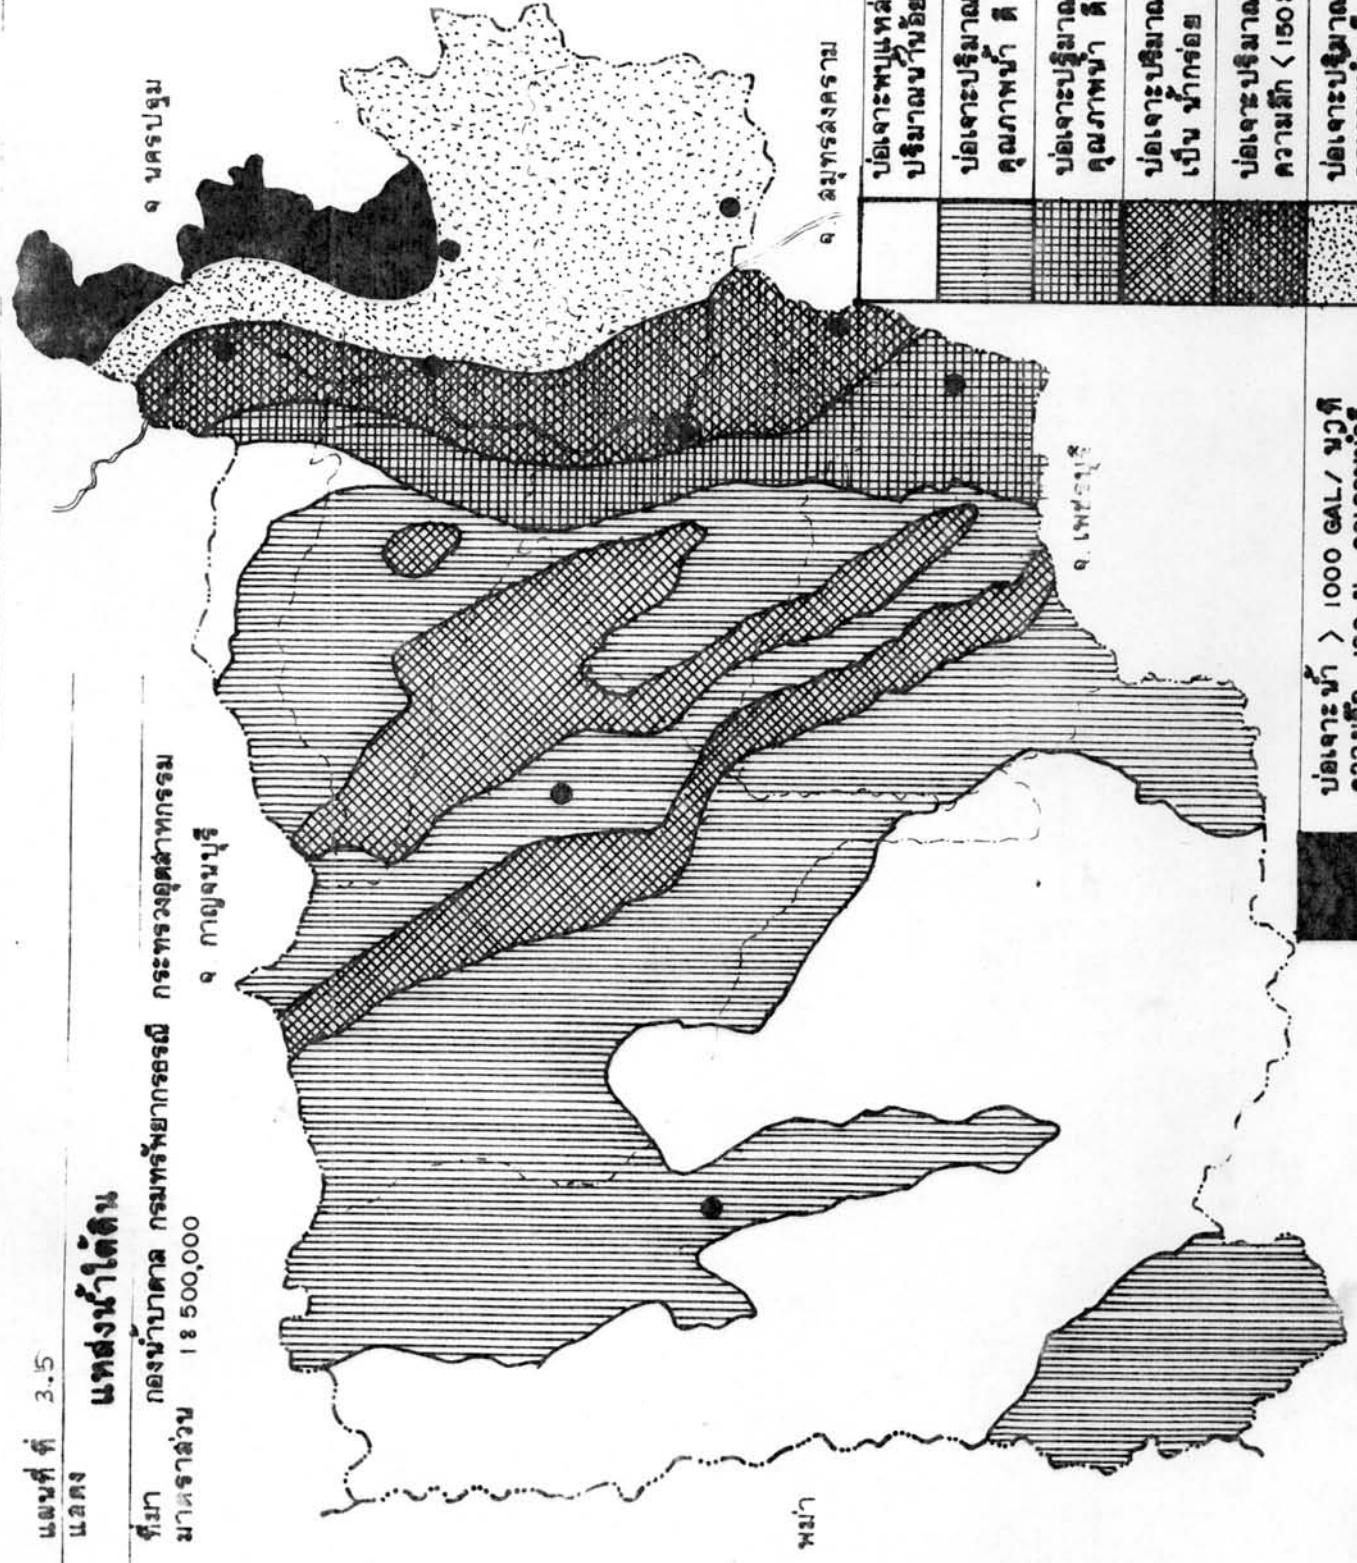 แผนที่ที่ 3.5
แสดง
แหล่งน้ำใต้ดิน
ที่มา กองน้ำบาดาล กรมทรัพยากรธรณี กระทรวงอุตสาหกรรม
มาตราส่วน 1 : 500,000
จ นครปฐม
จ กาญจนบุรี
จ สมุทรสงคราม
จ. เพชรบุรี
พม่า
บ่อเจาะพบแหล่
ปริมาณน้ำน้อย
บ่อเจาะปริมาณ
คุณภาพน้ำ ดี
บ่อเจาะปริมาณ
คุณภาพน้ำ ดี
บ่อเจาะปริมาณ
เป็น น้ำกร่อย
บ่อเจาะปริมาณ
ความลึก < 150
บ่อเจาะปริมาณ
บ่อเจาะน้ำ > 1000 GAL/ นาที